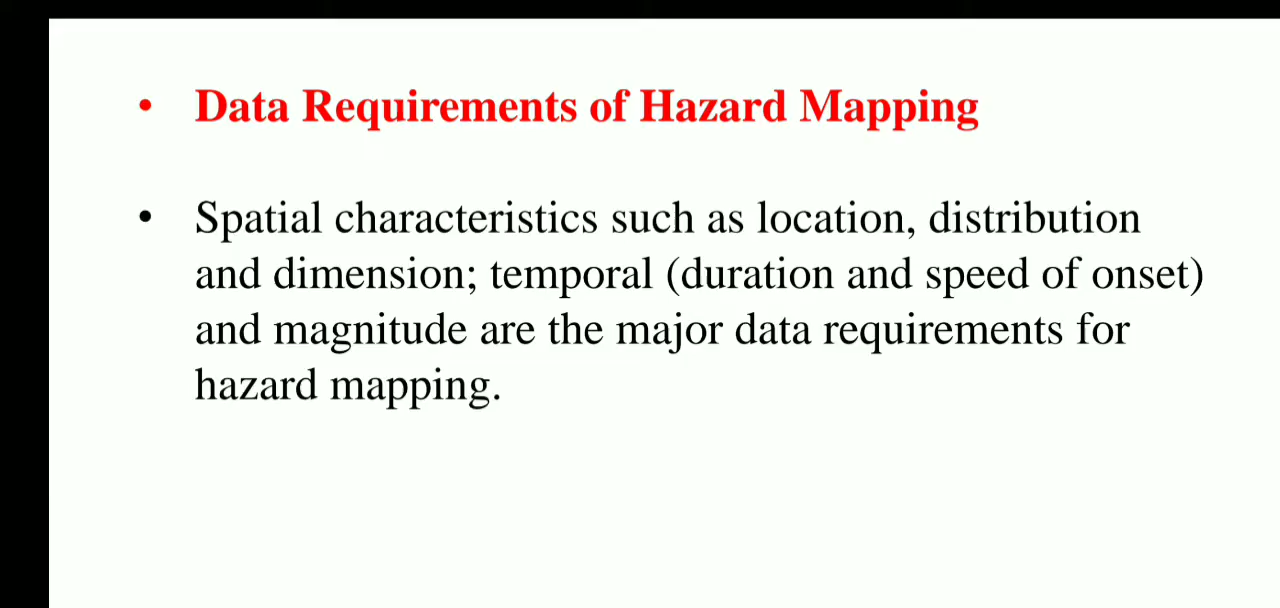 • Data Requirements of Hazard Mapping
• Spatial characteristics such as location, distribution
and dimension; temporal (duration and speed of onset)
and magnitude are the major data requirements for
hazard mapping.